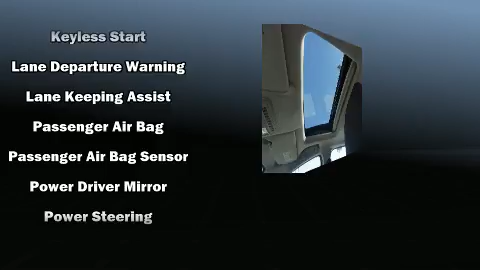 Keyless Start
Lane Departure Warning
Lane Keeping Assist
Passenger Air Bag
Passenger Air Bag Sensor
Power Driver Mirror
Power Steering